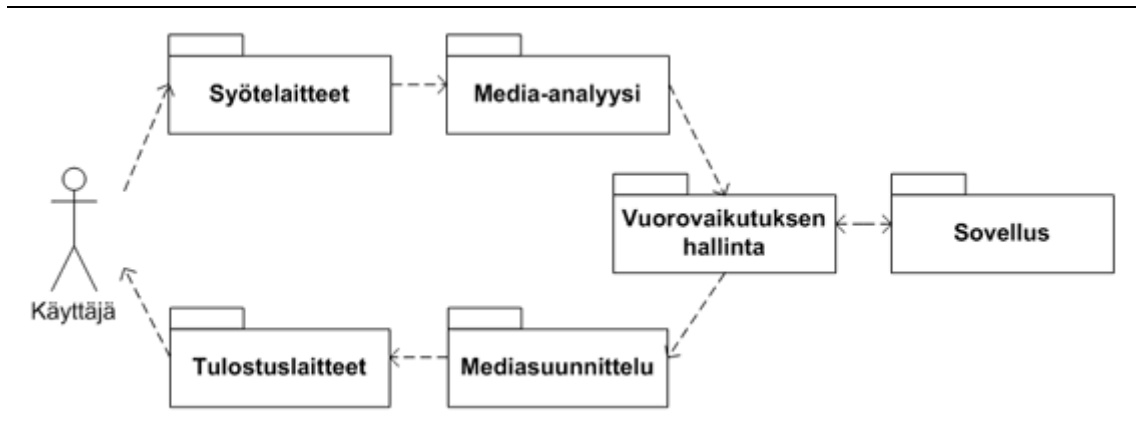 Syötelaitteet
Media-analyysi
Vuorovaikutuksen
hallinta
Sovellus
Käyttäjä
Tulostuslaitteet
Mediasuunnittelu